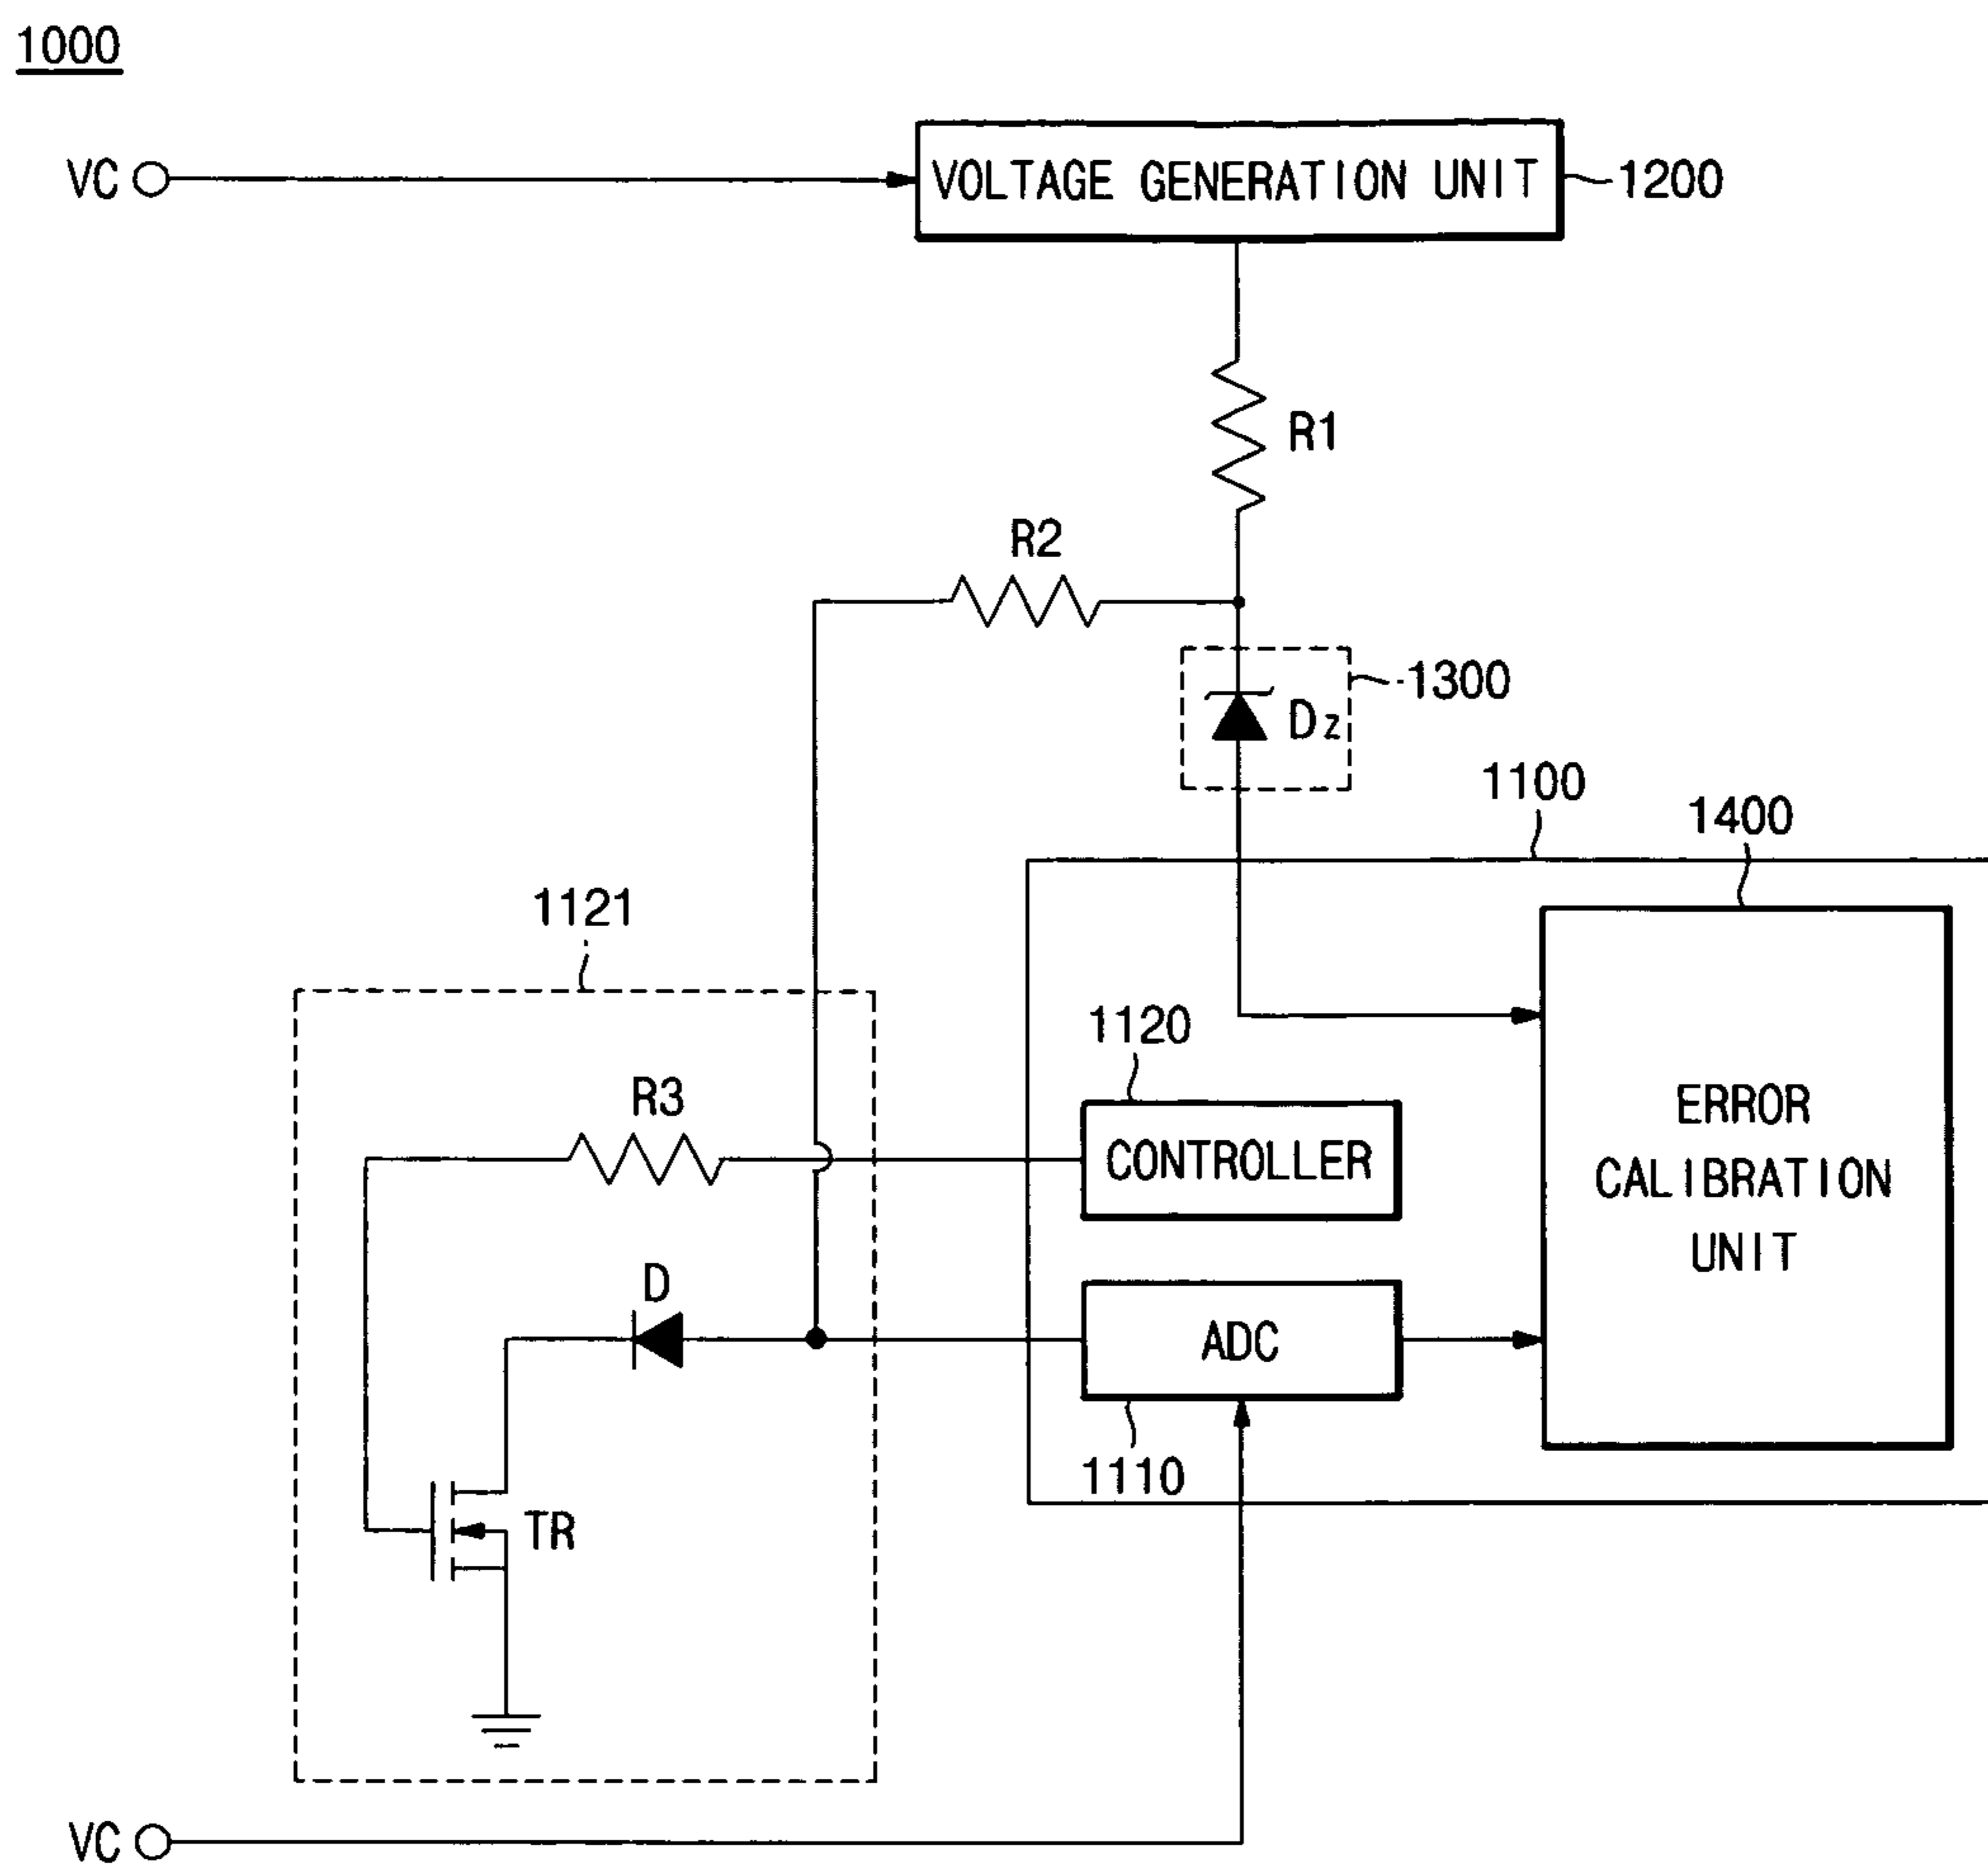 1000
VC
VOLTAGE GENERATION UNIT
1200
R1
R2
1300
Dz
1100
1400
1121
1120
R3
CONTROLLER
ERROR
CALIBRATION
UNIT
D
ADC
1110
TR
VC